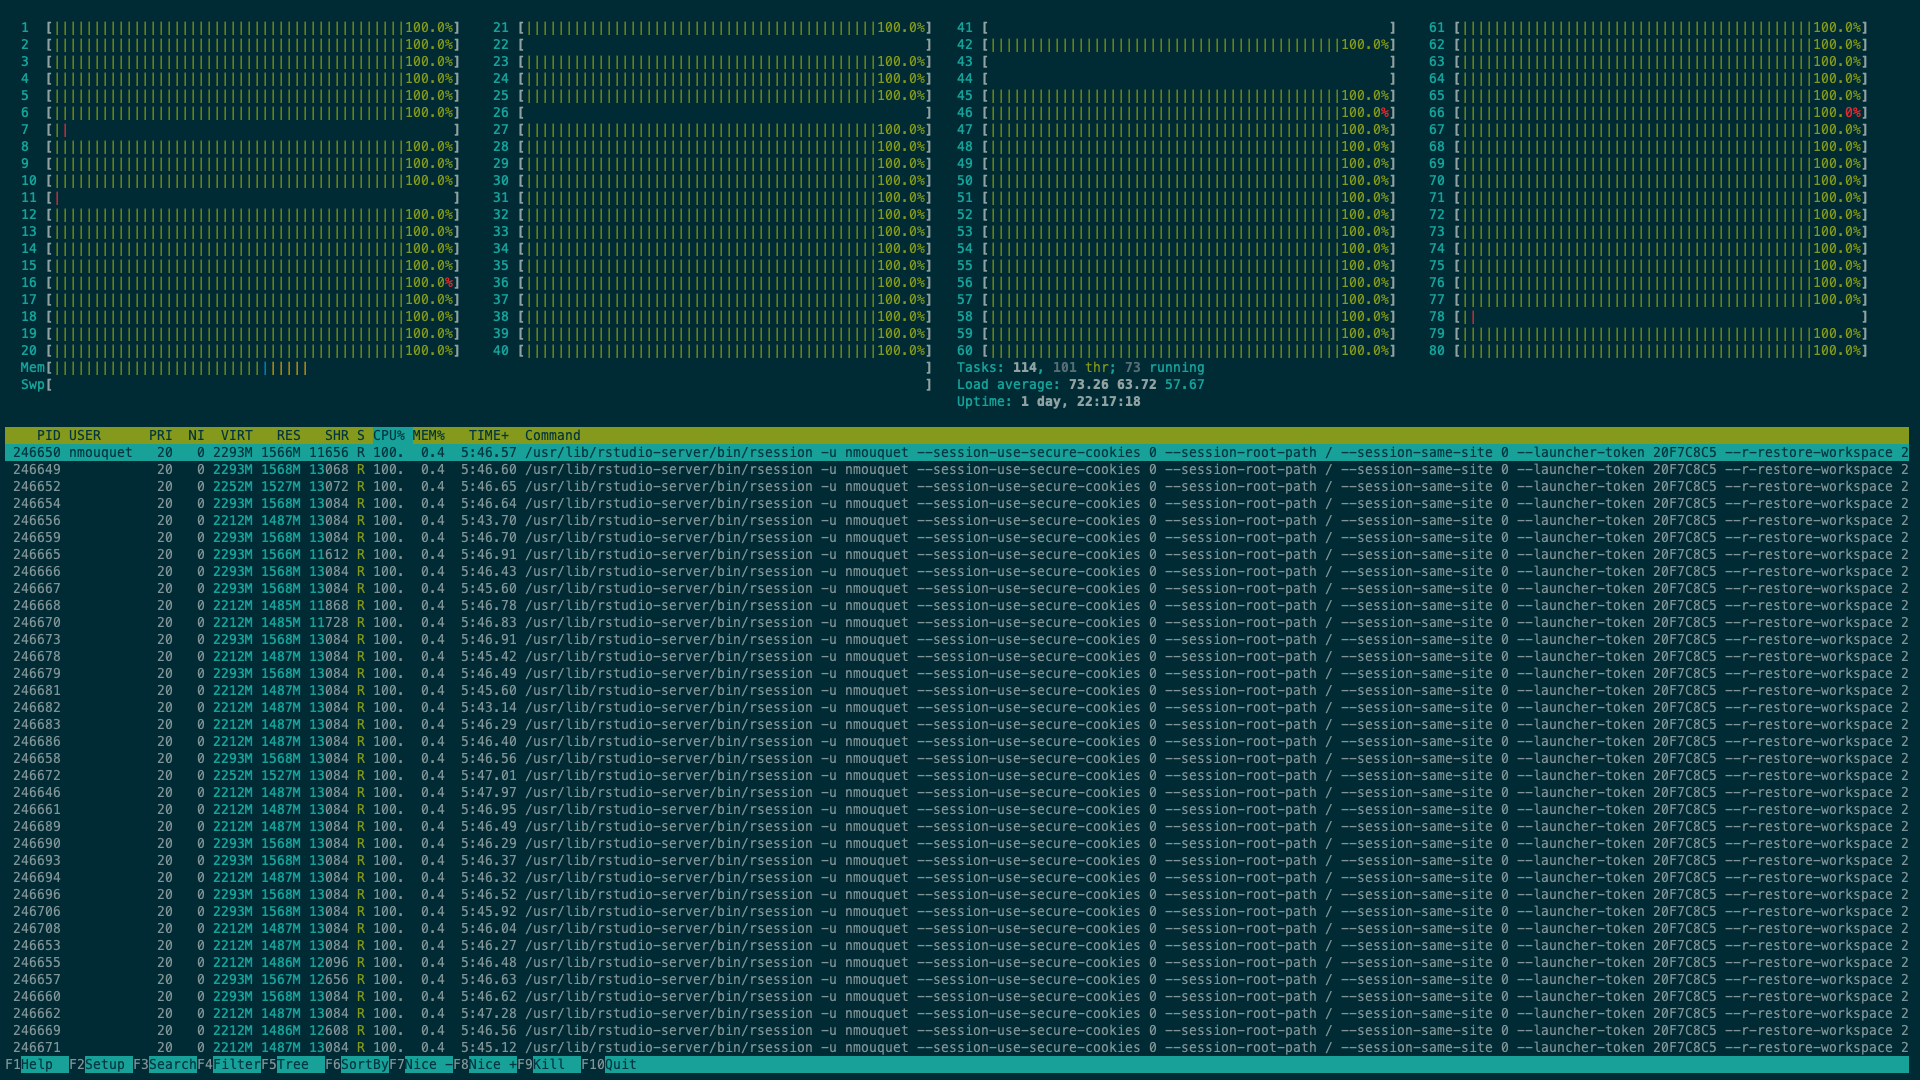 1 [100.0%] 21 [100.0%] 41 [ ] 61 [100.0%]
2 [100.0%] 22 [ ] 42 [100.0%] 62 [100.0%]
3 [100.0%] 23 [100.0%] 43 [ ] 63 [100.0%]
4 [100.0%] 24 [100.0%] 44 [ ] 64 [100.0%]
5 [100.0%] 25 [100.0%] 45 [100.0%] 65 [100.0%]
6 [100.0%] 26 [ ] 46 [100.0%] 66 [100.0%]
7 [|| ] 27 [100.0%] 47 [100.0%] 67 [100.0%]
8 [100.0%] 28 [100.0%] 48 [100.0%] 68 [100.0%]
9 [100.0%] 29 [100.0%] 49 [100.0%] 69 [100.0%]
10 [100.0%] 30 [100.0%] 50 [100.0%] 70 [100.0%]
11 [| ] 31 [100.0%] 51 [100.0%] 71 [100.0%]
12 [100.0%] 32 [100.0%] 52 [100.0%] 72 [100.0%]
13 [100.0%] 33 [100.0%] 53 [100.0%] 73 [100.0%]
14 [100.0%] 34 [100.0%] 54 [100.0%] 74 [100.0%]
15 [100.0%] 35 [100.0%] 55 [100.0%] 75 [100.0%]
16 [100.0%] 36 [100.0%] 56 [100.0%] 76 [100.0%]
17 [100.0%] 37 [100.0%] 57 [100.0%] 77 [100.0%]
18 [100.0%] 38 [100.0%] 58 [100.0%] 78 [|| ]
19 [100.0%] 39 [100.0%] 59 [100.0%] 79 [100.0%]
20 [100.0%] 40 [100.0%] 60 [100.0%] 80 [100.0%]
Mem[ ] Tasks: 114, 101 thr; 73 running
Swp[ ] Load average: 73.26 63.72 57.67
Uptime: 1 day, 22:17:18
PID USER PRI NI VIRT RES SHR S CPU% MEM% TIME+ Command
246650 nmouquet 20 0 2293M 1566M 11656 R 100. 0.4 5:46.57 /usr/lib/rstudio-server/bin/rsession -u nmouquet --session-use-secure-cookies 0 --session-root-path / --session-same-site 0 --launcher-token 20F7C8C5 --r-restore-workspace 2
246649 20 0 2293M 1568M 13068 R 100. 0.4 5:46.60 /usr/lib/rstudio-server/bin/rsession -u nmouquet --session-use-secure-cookies 0 --session-root-path / --session-same-site 0 --launcher-token 20F7C8C5 --r-restore-workspace 2
246652 20 0 2252M 1527M 13072 R 100. 0.4 5:46.65 /usr/lib/rstudio-server/bin/rsession -u nmouquet --session-use-secure-cookies 0 --session-root-path / --session-same-site 0 --launcher-token 20F7C8C5 --r-restore-workspace 2
246654 20 0 2293M 1568M 13084 R 100. 0.4 5:46.64 /usr/lib/rstudio-server/bin/rsession -u nmouquet --session-use-secure-cookies 0 --session-root-path / --session-same-site 0 --launcher-token 20F7C8C5 --r-restore-workspace 2
246656 20 0 2212M 1487M 13084 R 100. 0.4 5:43.70 /usr/lib/rstudio-server/bin/rsession -u nmouquet --session-use-secure-cookies 0 --session-root-path / --session-same-site 0 --launcher-token 20F7C8C5 --r-restore-workspace 2
246659 20 0 2293M 1568M 13084 R 100. 0.4 5:46.70 /usr/lib/rstudio-server/bin/rsession -u nmouquet --session-use-secure-cookies 0 --session-root-path / --session-same-site 0 --launcher-token 20F7C8C5 --r-restore-workspace 2
246665 20 0 2293M 1566M 11612 R 100. 0.4 5:46.91 /usr/lib/rstudio-server/bin/rsession -u nmouquet --session-use-secure-cookies 0 --session-root-path / --session-same-site 0 --launcher-token 20F7C8C5 --r-restore-workspace 2
246666 20 0 2293M 1568M 13084 R 100. 0.4 5:46.43 /usr/lib/rstudio-server/bin/rsession -u nmouquet --session-use-secure-cookies 0 --session-root-path / --session-same-site 0 --launcher-token 20F7C8C5 --r-restore-workspace 2
246667 20 0 2293M 1568M 13084 R 100. 0.4 5:45.60 /usr/lib/rstudio-server/bin/rsession -u nmouquet --session-use-secure-cookies 0 --session-root-path / --session-same-site 0 --launcher-token 20F7C8C5 --r-restore-workspace 2
246668 20 0 2212M 1485M 11868 R 100. 0.4 5:46.78 /usr/lib/rstudio-server/bin/rsession -u nmouquet --session-use-secure-cookies 0 --session-root-path / --session-same-site 0 --launcher-token 20F7C8C5 --r-restore-workspace 2
246670 20 0 2212M 1485M 11728 R 100. 0.4 5:46.83 /usr/lib/rstudio-server/bin/rsession -u nmouquet --session-use-secure-cookies 0 --session-root-path / --session-same-site 0 --launcher-token 20F7C8C5 --r-restore-workspace 2
246673 20 0 2293M 1568M 13084 R 100. 0.4 5:46.91 /usr/lib/rstudio-server/bin/rsession -u nmouquet --session-use-secure-cookies 0 --session-root-path / --session-same-site 0 --launcher-token 20F7C8C5 --r-restore-workspace 2
246678 20 0 2212M 1487M 13084 R 100. 0.4 5:45.42 /usr/lib/rstudio-server/bin/rsession -u nmouquet --session-use-secure-cookies 0 --session-root-path / --session-same-site 0 --launcher-token 20F7C8C5 --r-restore-workspace 2
246679 20 0 2293M 1568M 13084 R 100. 0.4 5:46.49 /usr/lib/rstudio-server/bin/rsession -u nmouquet --session-use-secure-cookies 0 --session-root-path / --session-same-site 0 --launcher-token 20F7C8C5 --r-restore-workspace 2
246681 20 0 2212M 1487M 13084 R 100. 0.4 5:45.60 /usr/lib/rstudio-server/bin/rsession -u nmouquet --session-use-secure-cookies 0 --session-root-path / --session-same-site 0 --launcher-token 20F7C8C5 --r-restore-workspace 2
246682 20 0 2212M 1487M 13084 R 100. 0.4 5:43.14 /usr/lib/rstudio-server/bin/rsession -u nmouquet --session-use-secure-cookies 0 --session-root-path / --session-same-site 0 --launcher-token 20F7C8C5 --r-restore-workspace 2
246683 20 0 2212M 1487M 13084 R 100. 0.4 5:46.29 /usr/lib/rstudio-server/bin/rsession -u nmouquet --session-use-secure-cookies 0 --session-root-path / --session-same-site 0 --launcher-token 20F7C8C5 --r-restore-workspace 2
246686 20 0 2212M 1487M 13084 R 100. 0.4 5:46.40 /usr/lib/rstudio-server/bin/rsession -u nmouquet --session-use-secure-cookies 0 --session-root-path / --session-same-site 0 --launcher-token 20F7C8C5 --r-restore-workspace 2
246658 20 0 2293M 1568M 13084 R 100. 0.4 5:46.56 /usr/lib/rstudio-server/bin/rsession -u nmouquet --session-use-secure-cookies 0 --session-root-path / --session-same-site 0 --launcher-token 20F7C8C5 --r-restore-workspace 2
246672 20 0 2252M 1527M 13084 R 100. 0.4 5:47.01 /usr/lib/rstudio-server/bin/rsession -u nmouquet --session-use-secure-cookies 0 --session-root-path / --session-same-site 0 --launcher-token 20F7C8C5 --r-restore-workspace 2
246646 20 0 2212M 1487M 13084 R 100. 0.4 5:47.97 /usr/lib/rstudio-server/bin/rsession -u nmouquet --session-use-secure-cookies 0 --session-root-path / --session-same-site 0 --launcher-token 20F7C8C5 --r-restore-workspace 2
246661 20 0 2212M 1487M 13084 R 100. 0.4 5:46.95 /usr/lib/rstudio-server/bin/rsession -u nmouquet --session-use-secure-cookies 0 --session-root-path / --session-same-site 0 --launcher-token 20F7C8C5 --r-restore-workspace 2
246689 20 0 2212M 1487M 13084 R 100. 0.4 5:46.49 /usr/lib/rstudio-server/bin/rsession -u nmouquet --session-use-secure-cookies 0 --session-root-path / --session-same-site 0 --launcher-token 20F7C8C5 --r-restore-workspace 2
246690 20 0 2293M 1568M 13084 R 100. 0.4 5:46.29 /usr/lib/rstudio-server/bin/rsession -u nmouquet --session-use-secure-cookies 0 --session-root-path / --session-same-site 0 --launcher-token 20F7C8C5 --r-restore-workspace 2
246693 20 0 2293M 1568M 13084 R 100. 0.4 5:46.37 /usr/lib/rstudio-server/bin/rsession -u nmouquet --session-use-secure-cookies 0 --session-root-path / --session-same-site 0 --launcher-token 20F7C8C5 --r-restore-workspace 2
246694 20 0 2212M 1487M 13084 R 100. 0.4 5:46.32 /usr/lib/rstudio-server/bin/rsession -u nmouquet --session-use-secure-cookies 0 --session-root-path / --session-same-site 0 --launcher-token 20F7C8C5 --r-restore-workspace 2
246696 20 0 2293M 1568M 13084 R 100. 0.4 5:46.52 /usr/lib/rstudio-server/bin/rsession -u nmouquet --session-use-secure-cookies 0 --session-root-path / --session-same-site 0 --launcher-token 20F7C8C5 --r-restore-workspace 2
246706 20 0 2293M 1568M 13084 R 100. 0.4 5:45.92 /usr/lib/rstudio-server/bin/rsession -u nmouquet --session-use-secure-cookies 0 --session-root-path / --session-same-site 0 --launcher-token 20F7C8C5 --r-restore-workspace 2
246708 20 0 2212M 1487M 13084 R 100. 0.4 5:46.04 /usr/lib/rstudio-server/bin/rsession -u nmouquet --session-use-secure-cookies 0 --session-root-path / --session-same-site 0 --launcher-token 20F7C8C5 --r-restore-workspace 2
246653 20 0 2212M 1487M 13084 R 100. 0.4 5:46.27 /usr/lib/rstudio-server/bin/rsession -u nmouquet --session-use-secure-cookies 0 --session-root-path / --session-same-site 0 --launcher-token 20F7C8C5 --r-restore-workspace 2
246655 20 0 2212M 1486M 12096 R 100. 0.4 5:46.48 /usr/lib/rstudio-server/bin/rsession -u nmouquet --session-use-secure-cookies 0 --session-root-path / --session-same-site 0 --launcher-token 20F7C8C5 --r-restore-workspace 2
246657 20 0 2293M 1567M 12656 R 100. 0.4 5:46.63 /usr/lib/rstudio-server/bin/rsession -u nmouquet --session-use-secure-cookies 0 --session-root-path / --session-same-site 0 --launcher-token 20F7C8C5 --r-restore-workspace 2
246660 20 0 2293M 1568M 13084 R 100. 0.4 5:46.62 /usr/lib/rstudio-server/bin/rsession -u nmouquet --session-use-secure-cookies 0 --session-root-path / --session-same-site 0 --launcher-token 20F7C8C5 --r-restore-workspace 2
246662 20 0 2212M 1487M 13084 R 100. 0.4 5:47.28 /usr/lib/rstudio-server/bin/rsession -u nmouquet --session-use-secure-cookies 0 --session-root-path / --session-same-site 0 --launcher-token 20F7C8C5 --r-restore-workspace 2
246669 20 0 2212M 1486M 12608 R 100. 0.4 5:46.56 /usr/lib/rstudio-server/bin/rsession -u nmouquet --session-use-secure-cookies 0 --session-root-path / --session-same-site 0 --launcher-token 20F7C8C5 --r-restore-workspace 2
246671 20 0 2212M 1487M 13084 R 100. 0.4 5:45.12 /usr/lib/rstudio-server/bin/rsession -u nmouquet --session-use-secure-cookies 0 --session-root-path / --session-same-site 0 --launcher-token 20F7C8C5 --r-restore-workspace 2
F1Help F2Setup F3SearchF4FilterF5Tree F6SortByF7Nice -F8Nice +F9Kill F10Quit